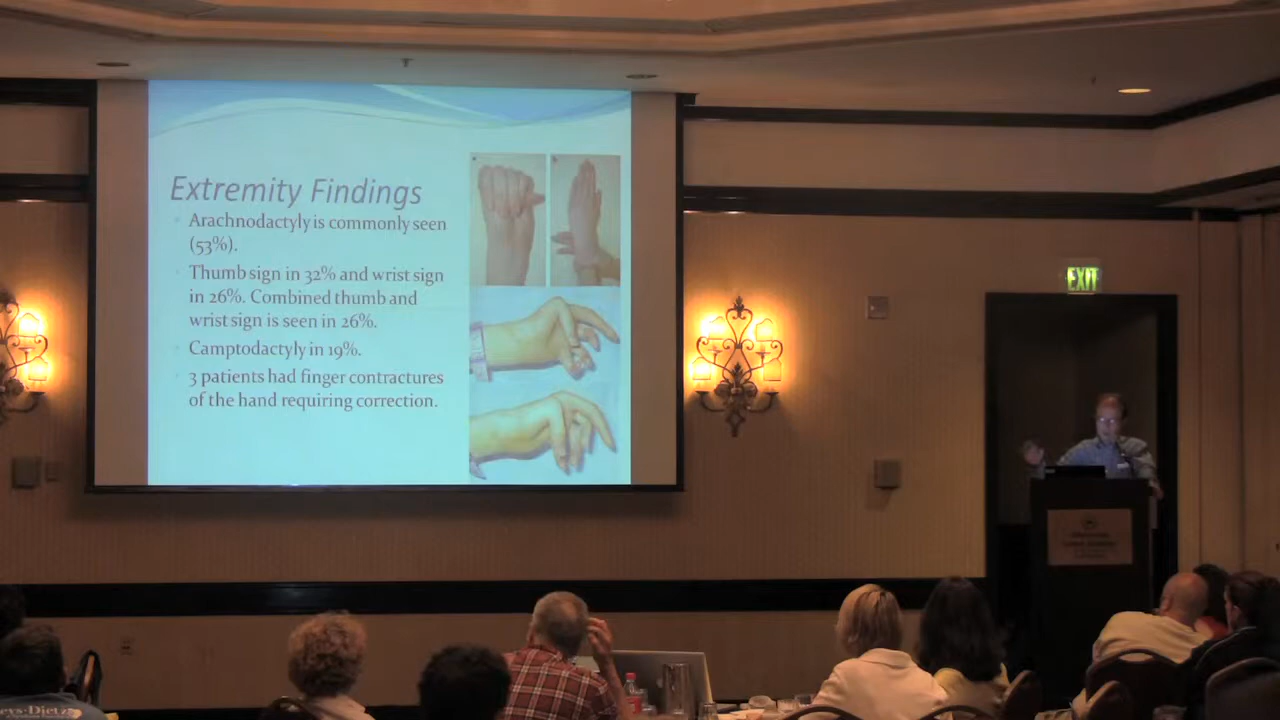 Extremity Findings
Arachnodactyly is commonly seen
(53%).
Thumb sign in 32% and wrist sign
in 26%. Combined thumb and
wrist sign is seen in 26%.
Camptodactyly in 19%.
3 patients had finger contractures
of the hand requiring correction.
EXIT
eys-Dietz